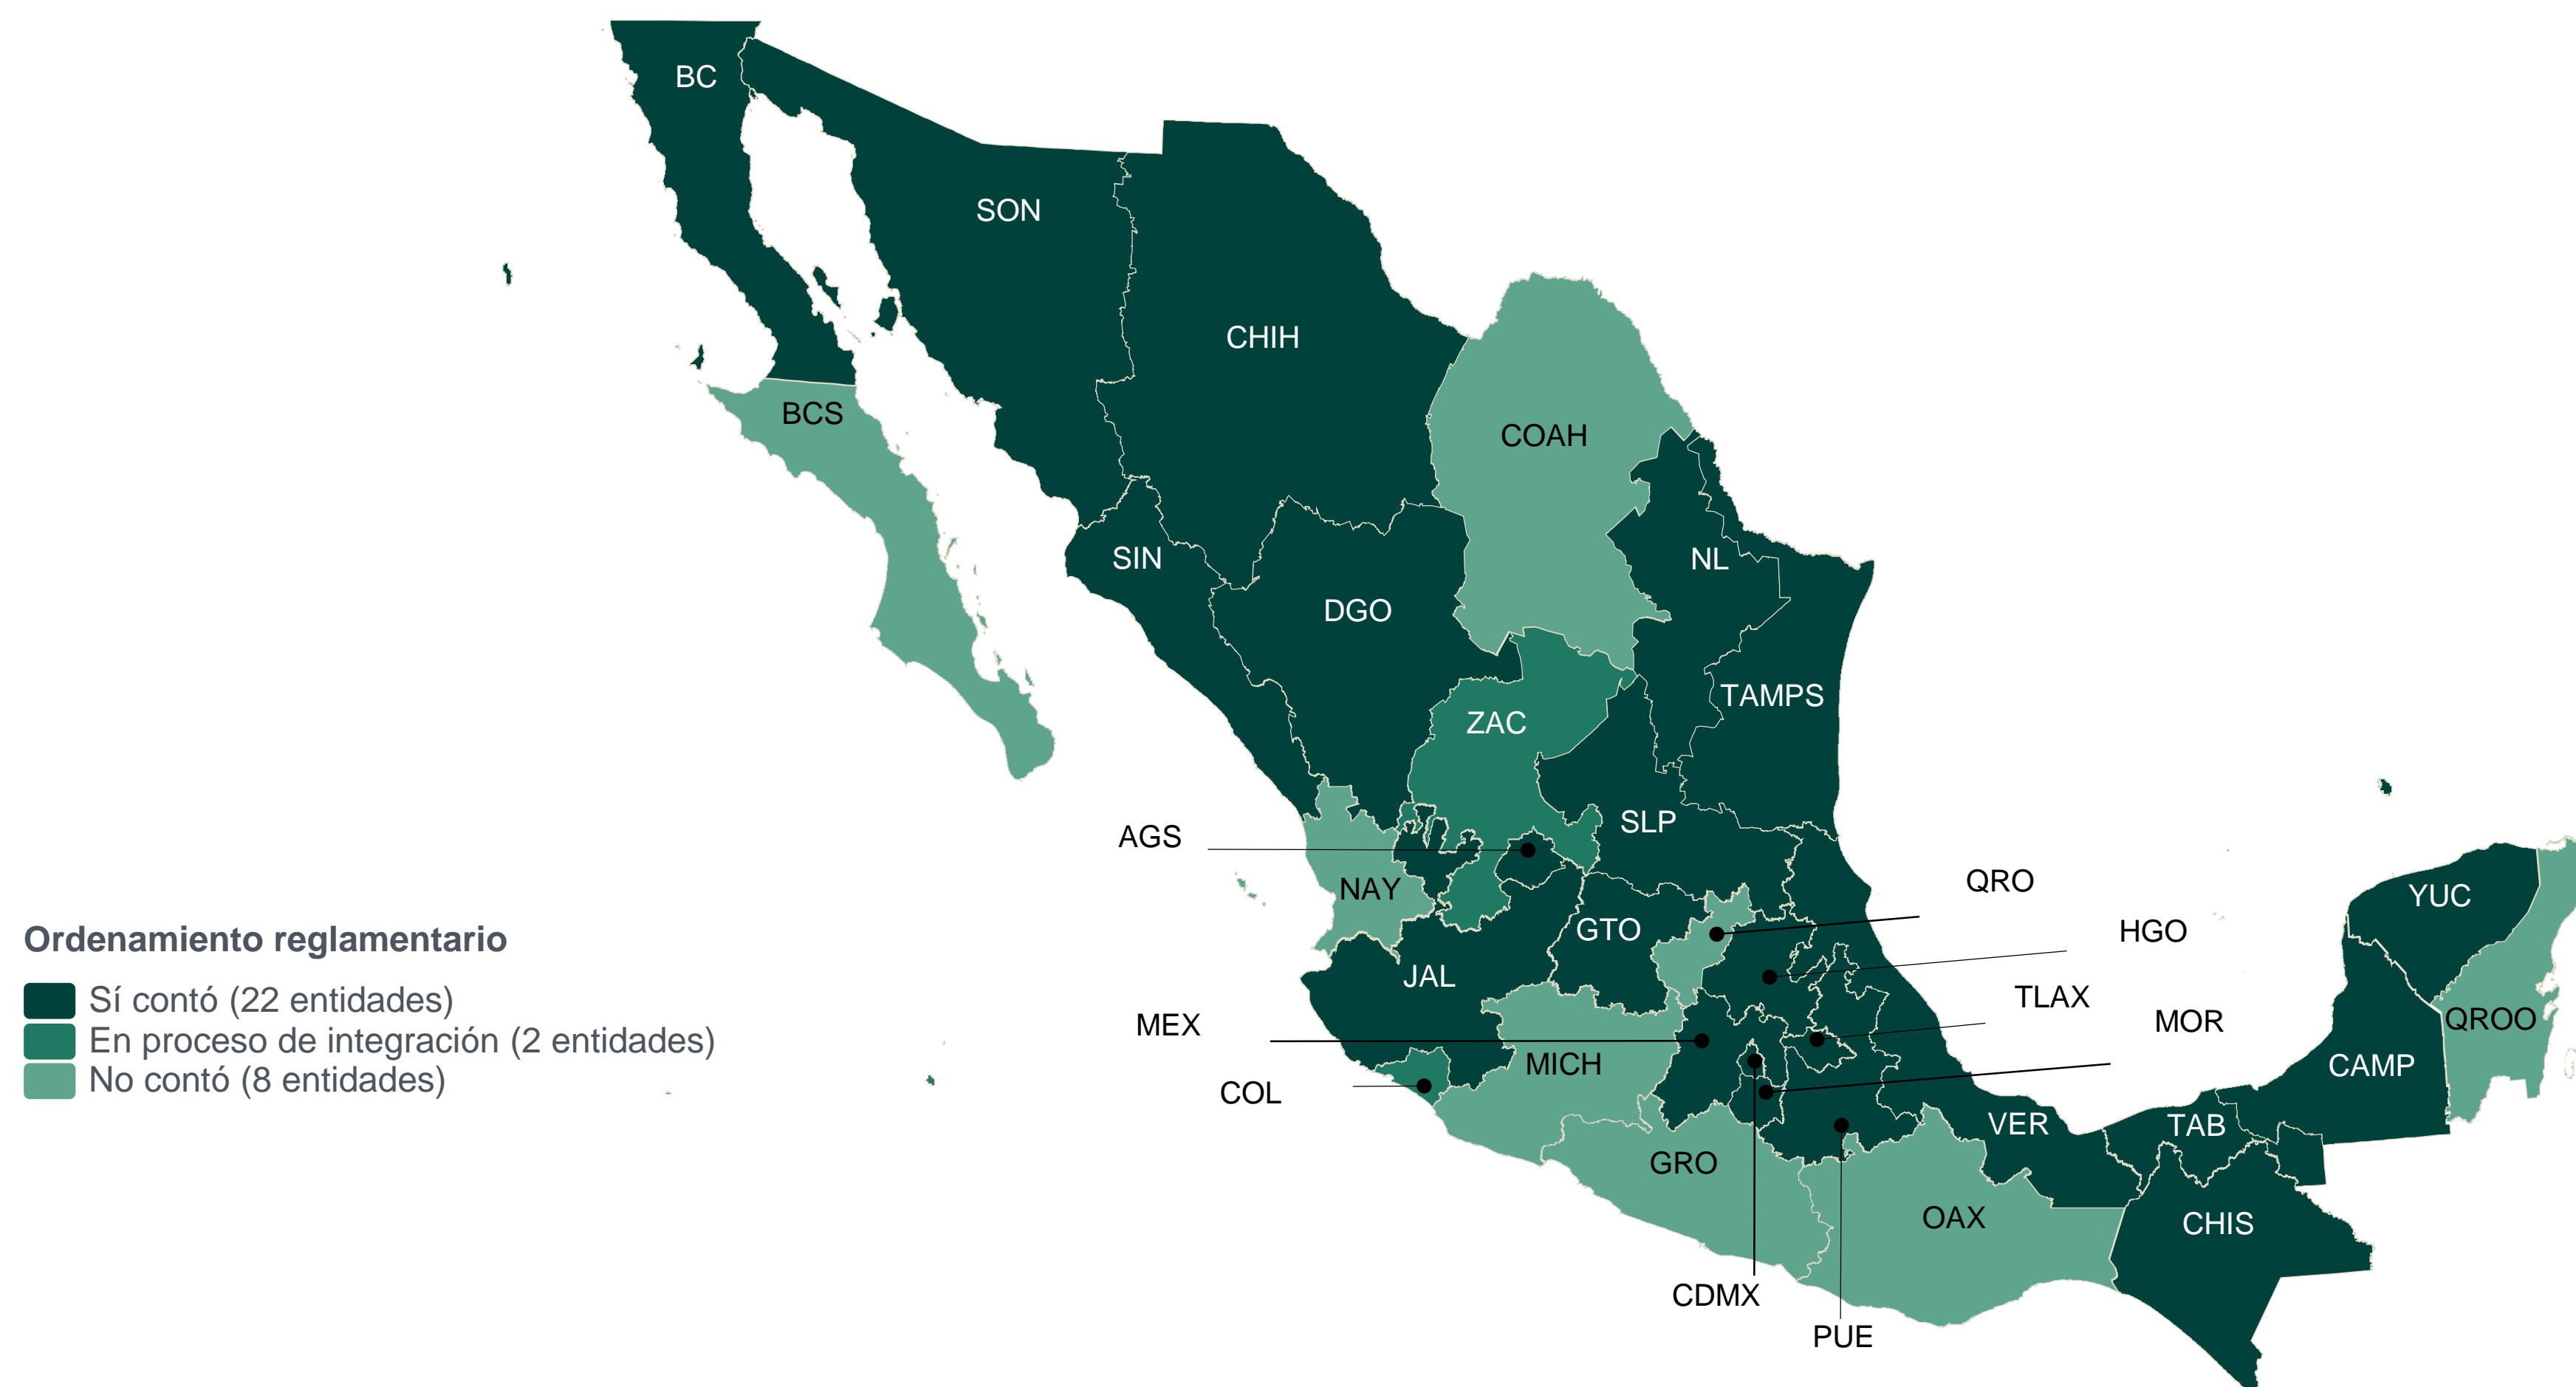 BC
SON
CHIH
BCS
COAH
SIN
NL
DGO
TAMPS
ZAC
SLP
AGS
QRO
NAY
YUC
GTO
HGO
Ordenamiento reglamentario
JAL
Sí contó (22 entidades)
TLAX
QROO
MEX
MOR
En proceso de integración (2 entidades)
MICH
CAMP
No contó (8 entidades)
COL
VER
TAB
GRO
OAX
CHIS
CDMX
PUE